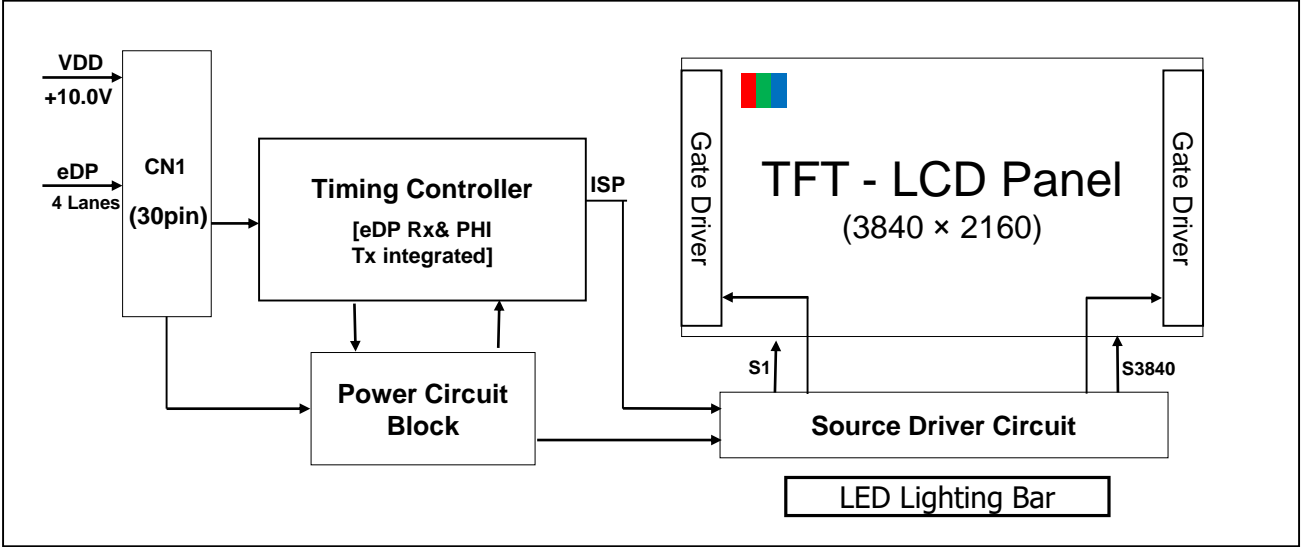 VDD
+10.0V
eDP
4 Lanes
CN1
(30pin)
Timing Controller
[eDP Rx& PHI
Tx integrated]
ISP
Power Circuit
Block
Gate Driver
TFT - LCD Panel
(3840 × 2160)
Gate Driver
S1
S3840
Source Driver Circuit
LED Lighting Bar